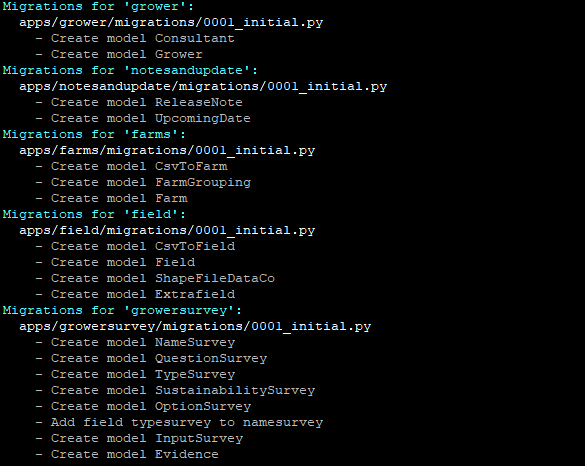 Migrations for 'grower':
  apps/grower/migrations/0001_initial.py
    - Create model Consultant
    - Create model Grower
Migrations for 'notesandupdate':
  apps/notesandupdate/migrations/0001_initial.py
    - Create model ReleaseNote
    - Create model UpcomingDate
Migrations for 'farms':
  apps/farms/migrations/0001_initial.py
    - Create model CsvToFarm
    - Create model FarmGrouping
    - Create model Farm
Migrations for 'field':
  apps/field/migrations/0001_initial.py
    - Create model CsvToField
    - Create model Field
    - Create model ShapeFileDataCo
    - Create model Extrafield
Migrations for 'growersurvey':
  apps/growersurvey/migrations/0001_initial.py
    - Create model NameSurvey
    - Create model QuestionSurvey
    - Create model TypeSurvey
    - Create model SustainabilitySurvey
    - Create model OptionSurvey
    - Add field typesurvey to namesurvey
    - Create model InputSurvey
    - Create model Evidence